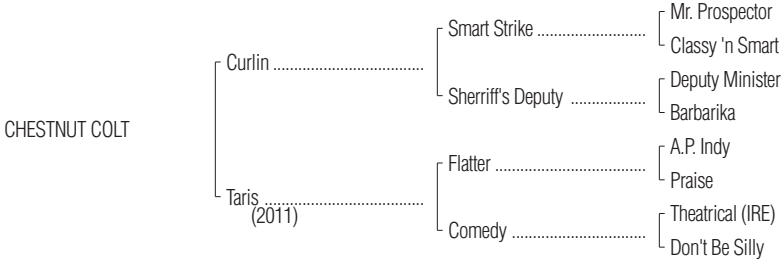 Mr. Prospector
Smart Strike ..........................
Classy 'n Smart
Curlin ....................................
Deputy Minister
Sherriff's Deputy ..................
Barbarika
CHESTNUT COLT
A.P. Indy
Flatter ....................................
Praise
Taris ......................................
(2011)
Theatrical (IRE)
Comedy ................................
Don't Be Silly